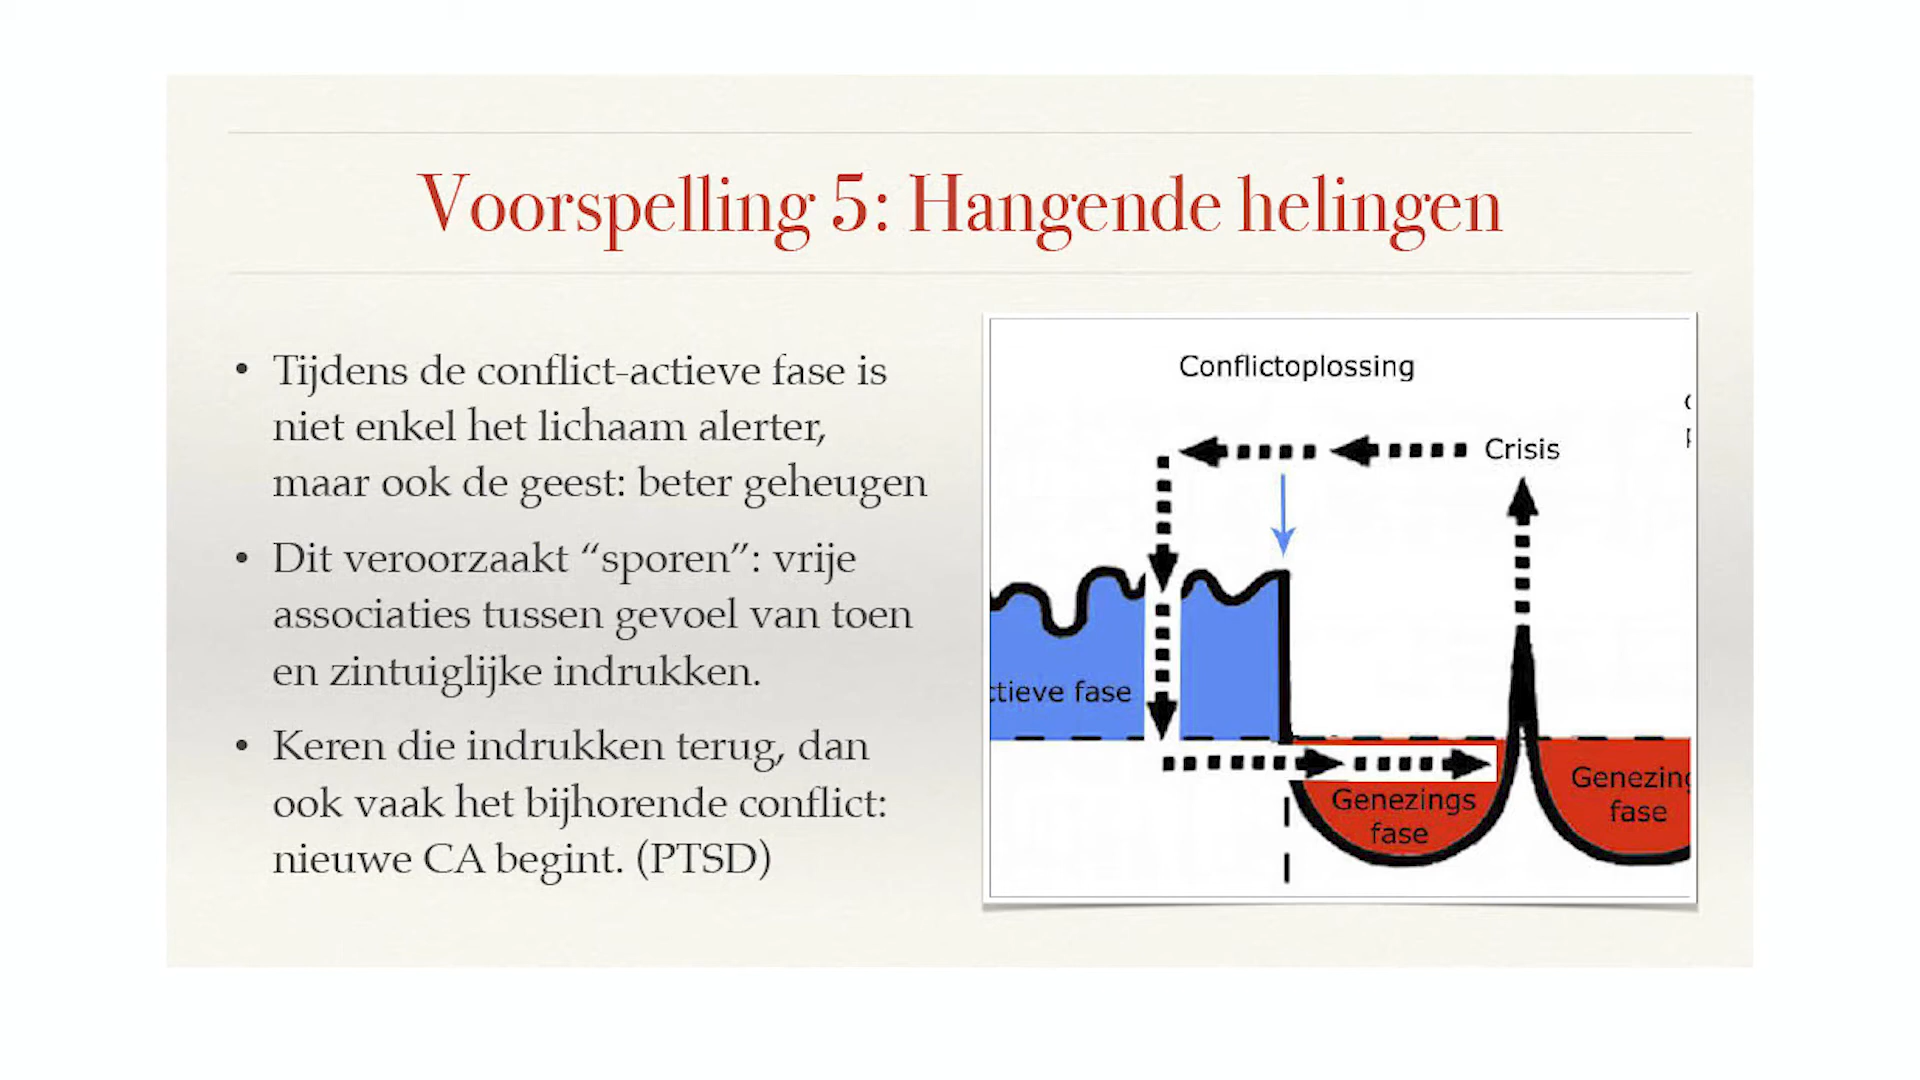 Voorspelling 5: Hangende helingen
• Tijdens de conflict-actieve fase is
niet enkel het lichaam alerter,
maar ook de geest: beter geheugen
• Dit veroorzaakt “sporen”: vrije
associaties tussen gevoel van toen
en zintuiglijke indrukken.
• Keren die indrukken terug, dan
ook vaak het bijhorende conflict:
nieuwe CA begint. (PTSD)
Conflictoplossing
Crisis
ctieve fase
Genezings
fase
Genezing
fase